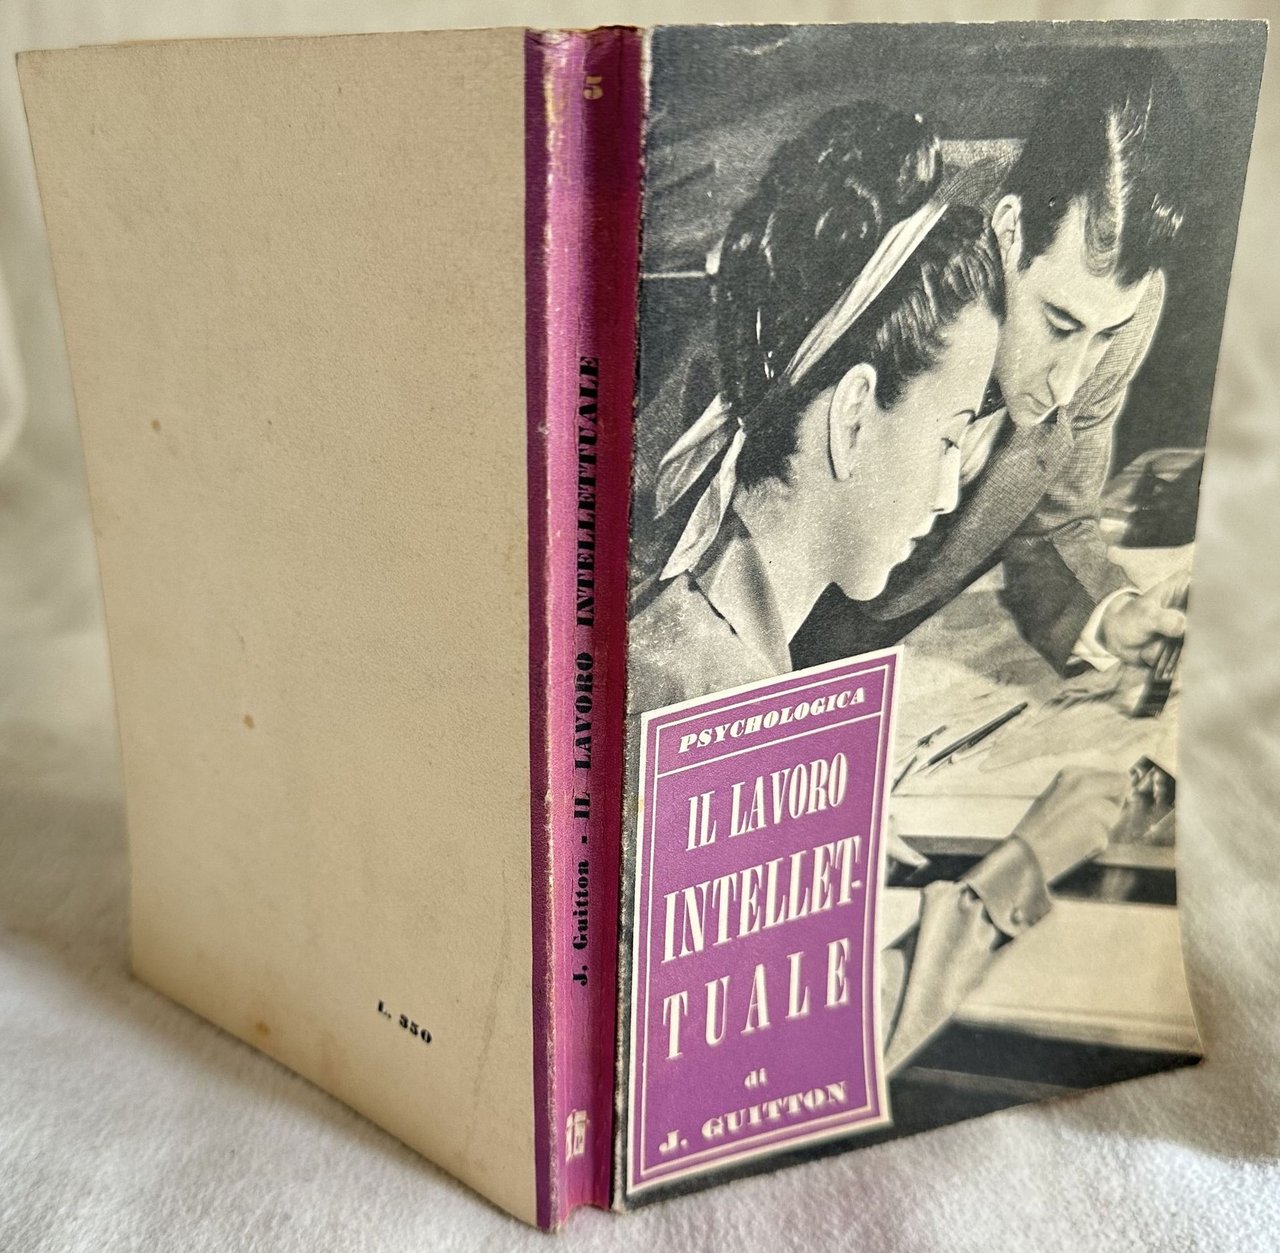 PSYCHOLOGICA
IL LAVORO
INTELLET-
TUALE
di
J. GUITTON
5
J. Guitton - IL LAVORO INTELLETTUALE
L. 350